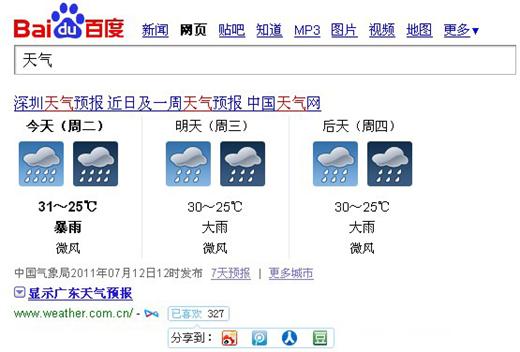 Bai du 百度 新闻 网页 贴吧 知道 MP3 图片 视频 地图 更多▼
天气
深圳天气预报 近日及一周天气预报 中国天气网
今天（周二） 明天（周三） 后天（周四）
31～25℃ 30～25℃ 30～25℃
暴雨 大雨 大雨
微风 微风 微风
中国气象局2011年07月12日12时发布 7天预报 | 更多城市
显示广东天气预报
www.weather.com.cn/ - 已喜欢 327
分享到： 豆